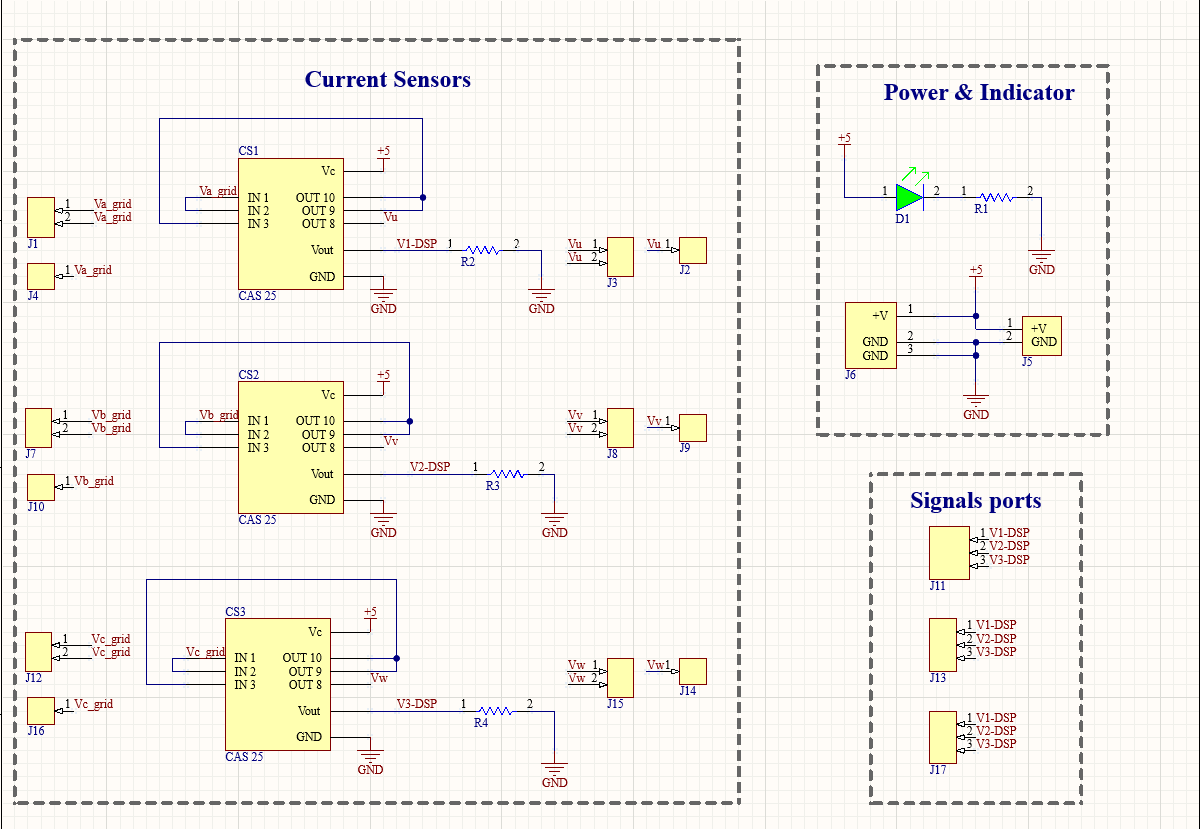 Current Sensors
CS1
+5
Vc
Va_grid
IN 1
OUT 10
IN 2
OUT 9
IN 3
OUT 8
Vu
Vout
V1-DSP
1
2
R2
GND
CAS 25
GND
GND
1
Va_grid
2
Va_grid
J1
1
Va_grid
J4
Vu
1
Vu
2
J3
Vu
1
J2
CS2
+5
Vc
Vb_grid
IN 1
OUT 10
IN 2
OUT 9
IN 3
OUT 8
Vv
Vout
V2-DSP
1
2
R3
GND
CAS 25
GND
GND
1
Vb_grid
2
Vb_grid
J7
1
Vb_grid
J10
Vv
1
Vv
2
J8
Vv
1
J9
CS3
+5
Vc
Vc_grid
IN 1
OUT 10
IN 2
OUT 9
IN 3
OUT 8
Vw
Vout
V3-DSP
1
2
R4
GND
CAS 25
GND
GND
1
Vc_grid
2
Vc_grid
J12
1
Vc_grid
J16
Vw
1
Vw
2
J15
Vw
1
J14
Power & Indicator
+5
1
2
D1
1
2
R1
GND
+5
+V
1
GND
2
GND
3
J6
1
+V
2
GND
J5
GND
Signals ports
1
V1-DSP
2
V2-DSP
3
V3-DSP
J11
1
V1-DSP
2
V2-DSP
3
V3-DSP
J13
1
V1-DSP
2
V2-DSP
3
V3-DSP
J17